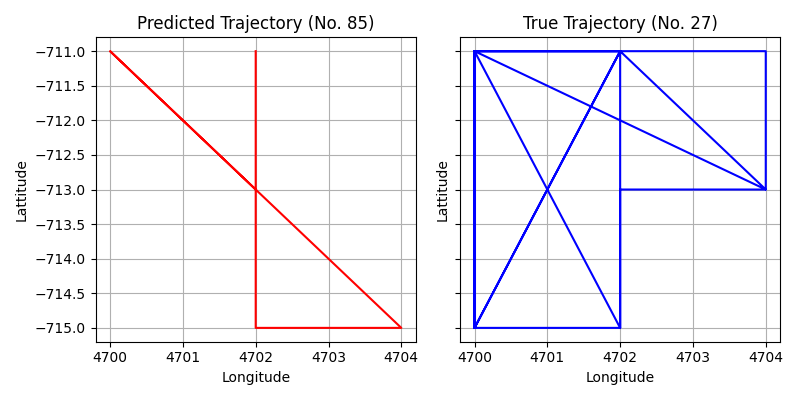 Predicted Trajectory (No. 85)
−711.0
−711.5
−712.0
−712.5
−713.0
−713.5
−714.0
−714.5
−715.0
Lattitude
4700 4701 4702 4703 4704
Longitude
True Trajectory (No. 27)
Lattitude
4700 4701 4702 4703 4704
Longitude